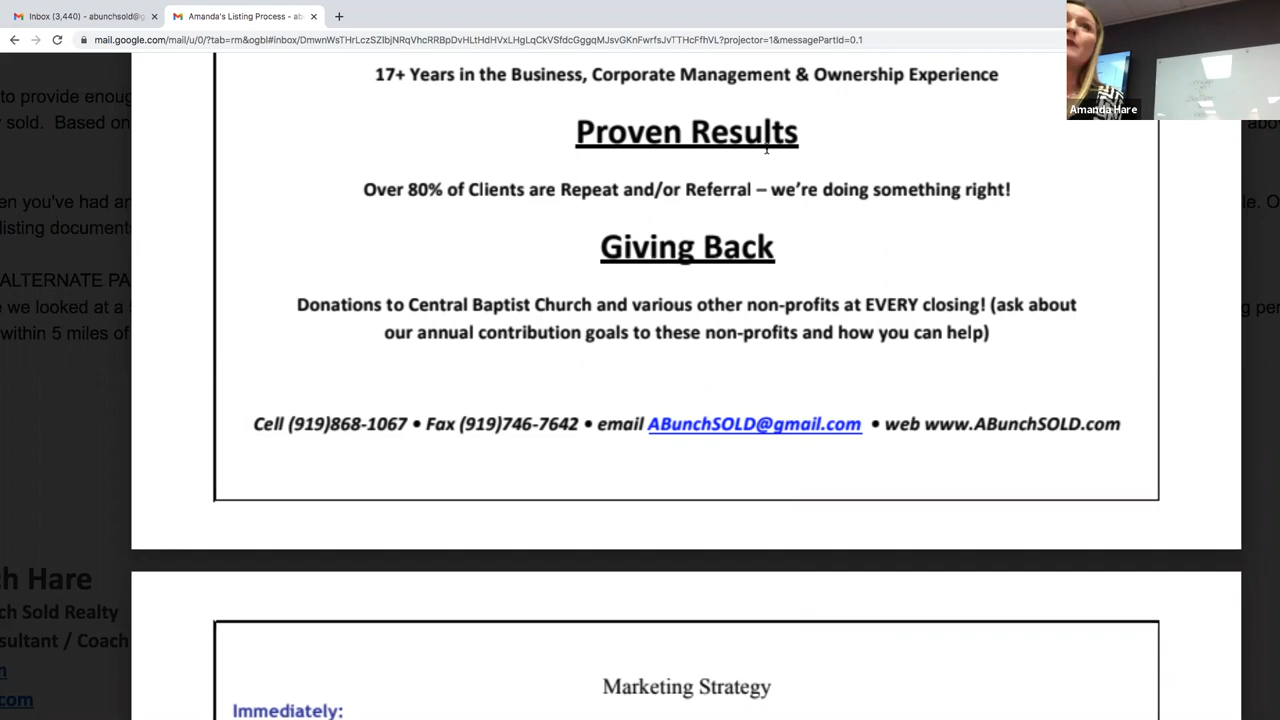 Inbox (3,440) - abunchsold@g
Amanda's Listing Process - ab
mail.google.com/mail/u/0/?tab=rm&ogbl#inbox/DmwnWsTHrLczSZlbjNRqVhcRRBpDvHLtHdHVxLHgLqCkVSfdcGggqMJsvGKnFwrfsJvTTHcFfhVL?projector=1&messagePartId=0.1
Amanda Hare
17+ Years in the Business, Corporate Management & Ownership Experience
to provide enoug
sold. Based on
Proven Results
Over 80% of Clients are Repeat and/or Referral – we're doing something right!
en you've had an
listing document
Giving Back
ALTERNATE PA
e we looked at a
within 5 miles of
Donations to Central Baptist Church and various other non-profits at EVERY closing! (ask about
our annual contribution goals to these non-profits and how you can help)
Cell (919)868-1067 • Fax (919)746-7642 • email ABunchSOLD@gmail.com • web www.ABunchSOLD.com
ch Hare
ch Sold Realty
sultant / Coach
.com
Marketing Strategy
Immediately: